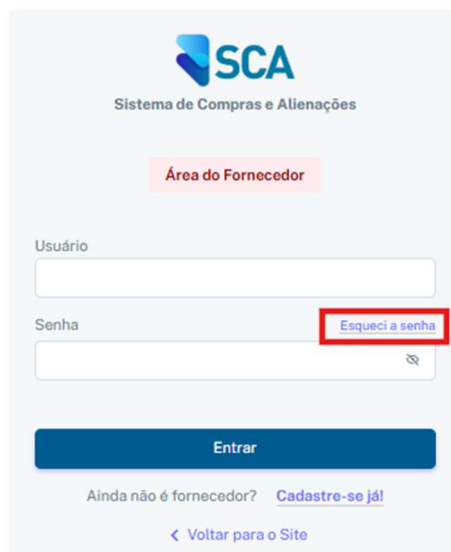 SCA
Sistema de Compras e Alienações
Área do Fornecedor
Usuário
Senha Esqueci a senha
Entrar
Ainda não é fornecedor? Cadastre-se já!
Voltar para o Site